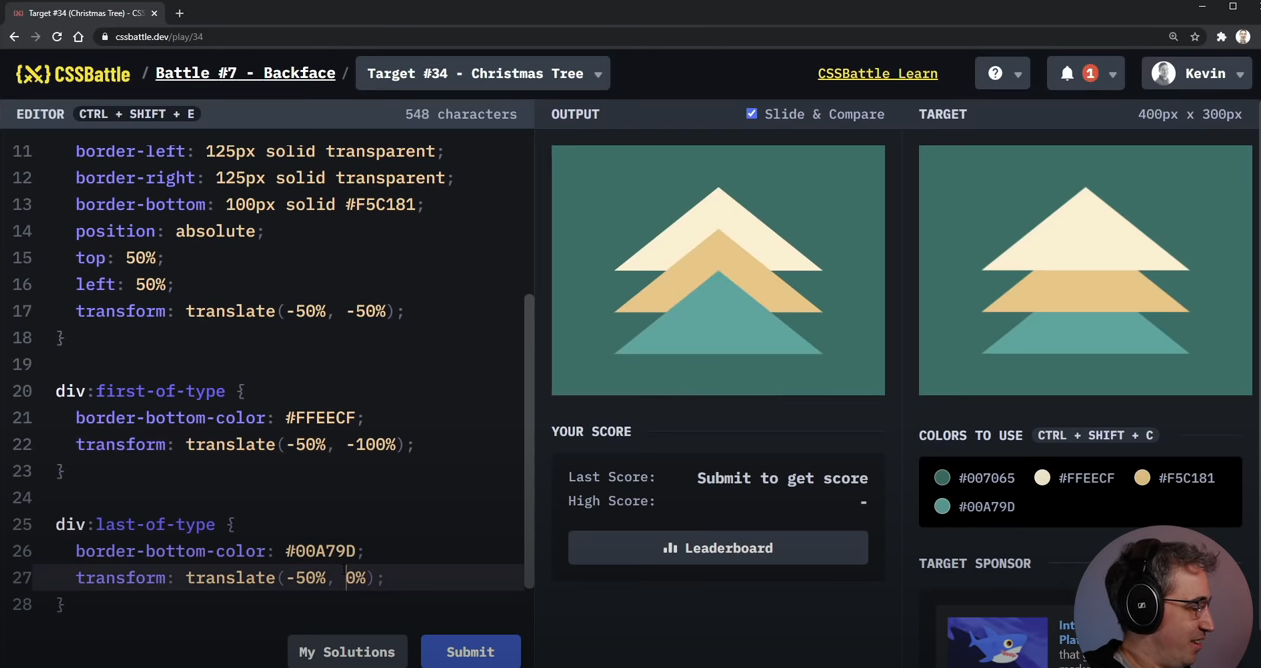 Target #34 (Christmas Tree) - CSS
cssbattle.dev/play/34
{X} CSSBattle / Battle #7 - Backface / Target #34 - Christmas Tree CSSBattle Learn ? 1 Kevin
EDITOR CTRL + SHIFT + E 548 characters OUTPUT Slide & Compare TARGET 400px x 300px
11 border-left: 125px solid transparent;
12 border-right: 125px solid transparent;
13 border-bottom: 100px solid #F5C181;
14 position: absolute;
15 top: 50%;
16 left: 50%;
17 transform: translate(-50%, -50%);
18 }
19
20 div:first-of-type {
21 border-bottom-color: #FFEECF;
22 transform: translate(-50%, -100%);
23 }
24
25 div:last-of-type {
26 border-bottom-color: #00A79D;
27 transform: translate(-50%, 0%);
28 }
My Solutions Submit
YOUR SCORE
Last Score: Submit to get score
High Score: -
Leaderboard
COLORS TO USE CTRL + SHIFT + C
#007065 #FFEECF #F5C181
#00A79D
TARGET SPONSOR
Int
Pla
that